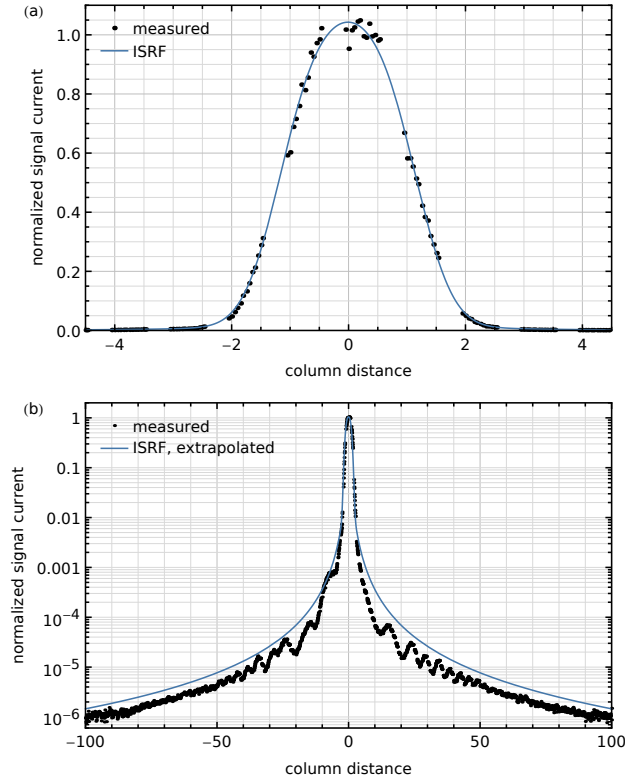 (a)
1.0
0.8
0.6
0.4
0.2
0.0
normalized signal current
measured
ISRF
−4
−2
0
2
4
column distance
(b)
1
0.1
0.01
0.001
10⁻⁴
10⁻⁵
10⁻⁶
normalized signal current
measured
ISRF, extrapolated
−100
−50
0
50
100
column distance